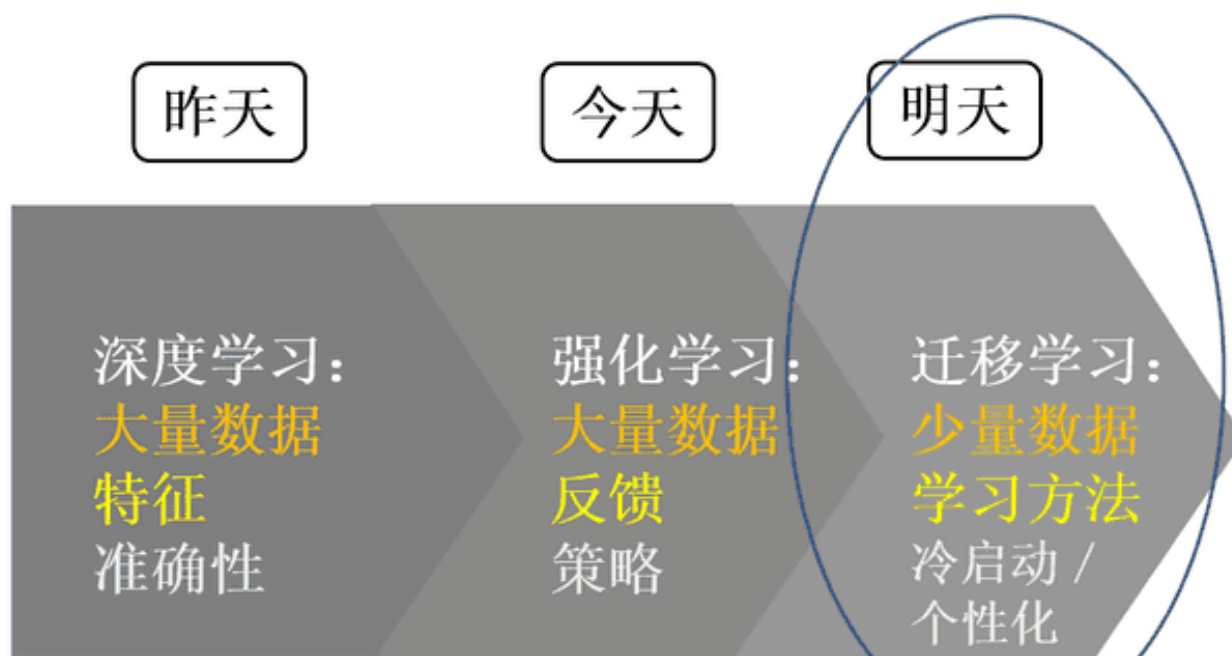 昨天
今天
明天
深度学习：
大量数据
特征
准确性
强化学习：
大量数据
反馈
策略
迁移学习：
少量数据
学习方法
冷启动 /
个性化